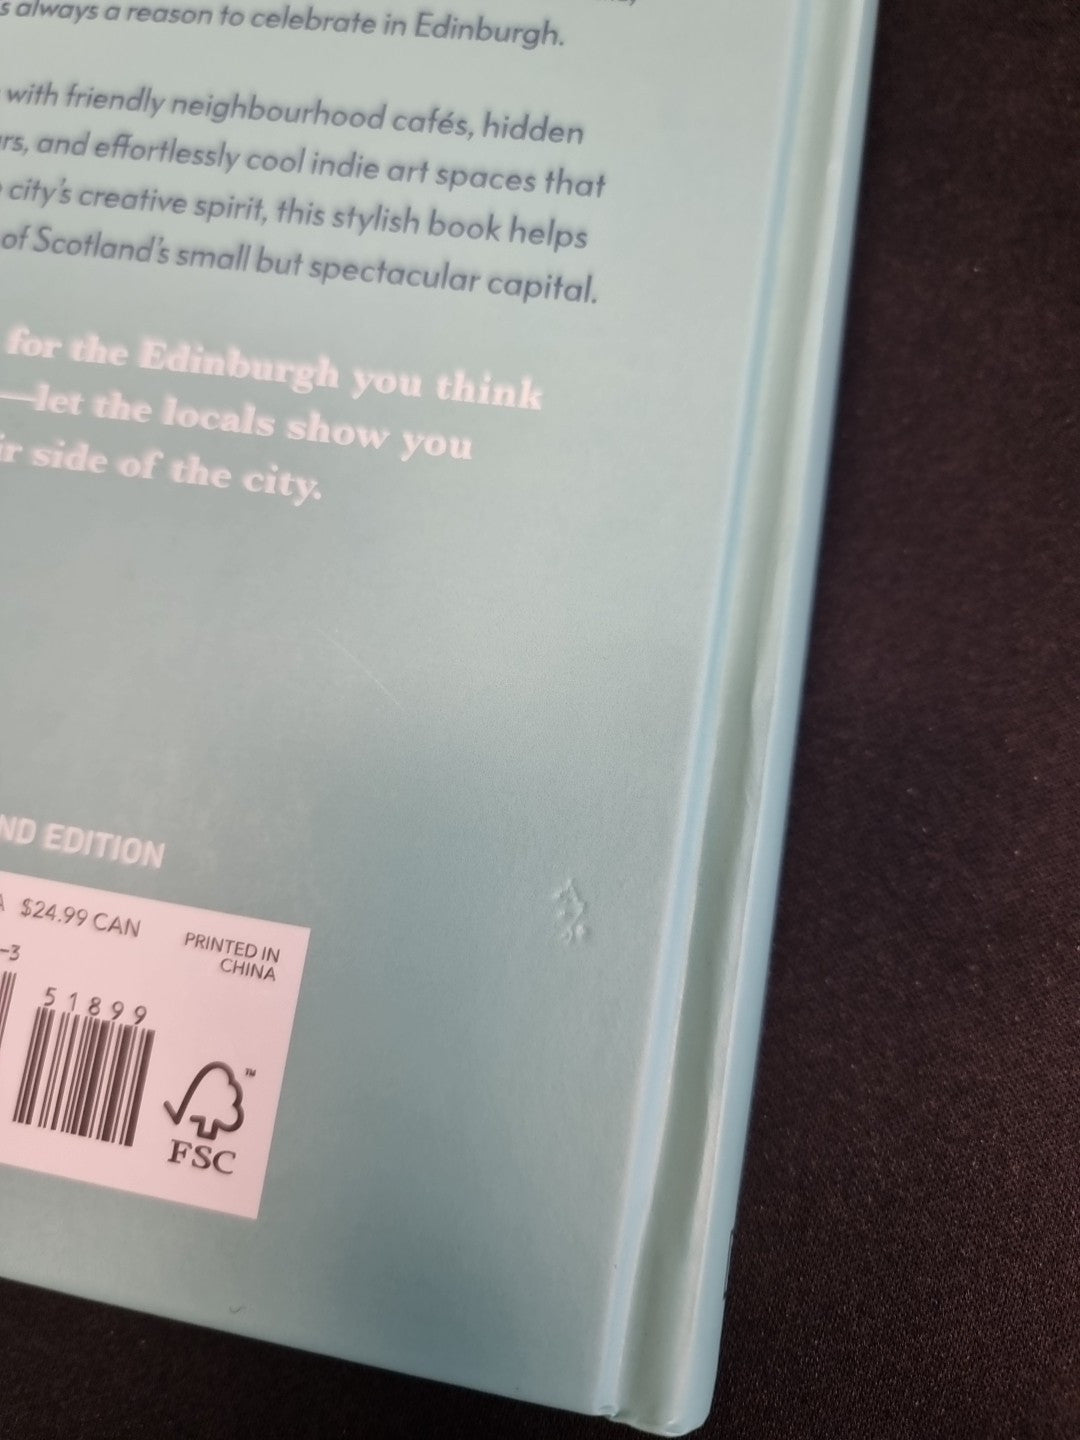 always a reason to celebrate in Edinburgh.
with friendly neighbourhood cafés, hidden
and effortlessly cool indie art spaces that
city's creative spirit, this stylish book helps
of Scotland's small but spectacular capital.
for the Edinburgh you think
—let the locals show you
side of the city.
ND EDITION
$24.99 CAN
PRINTED IN
CHINA
-3
51899
™
FSC